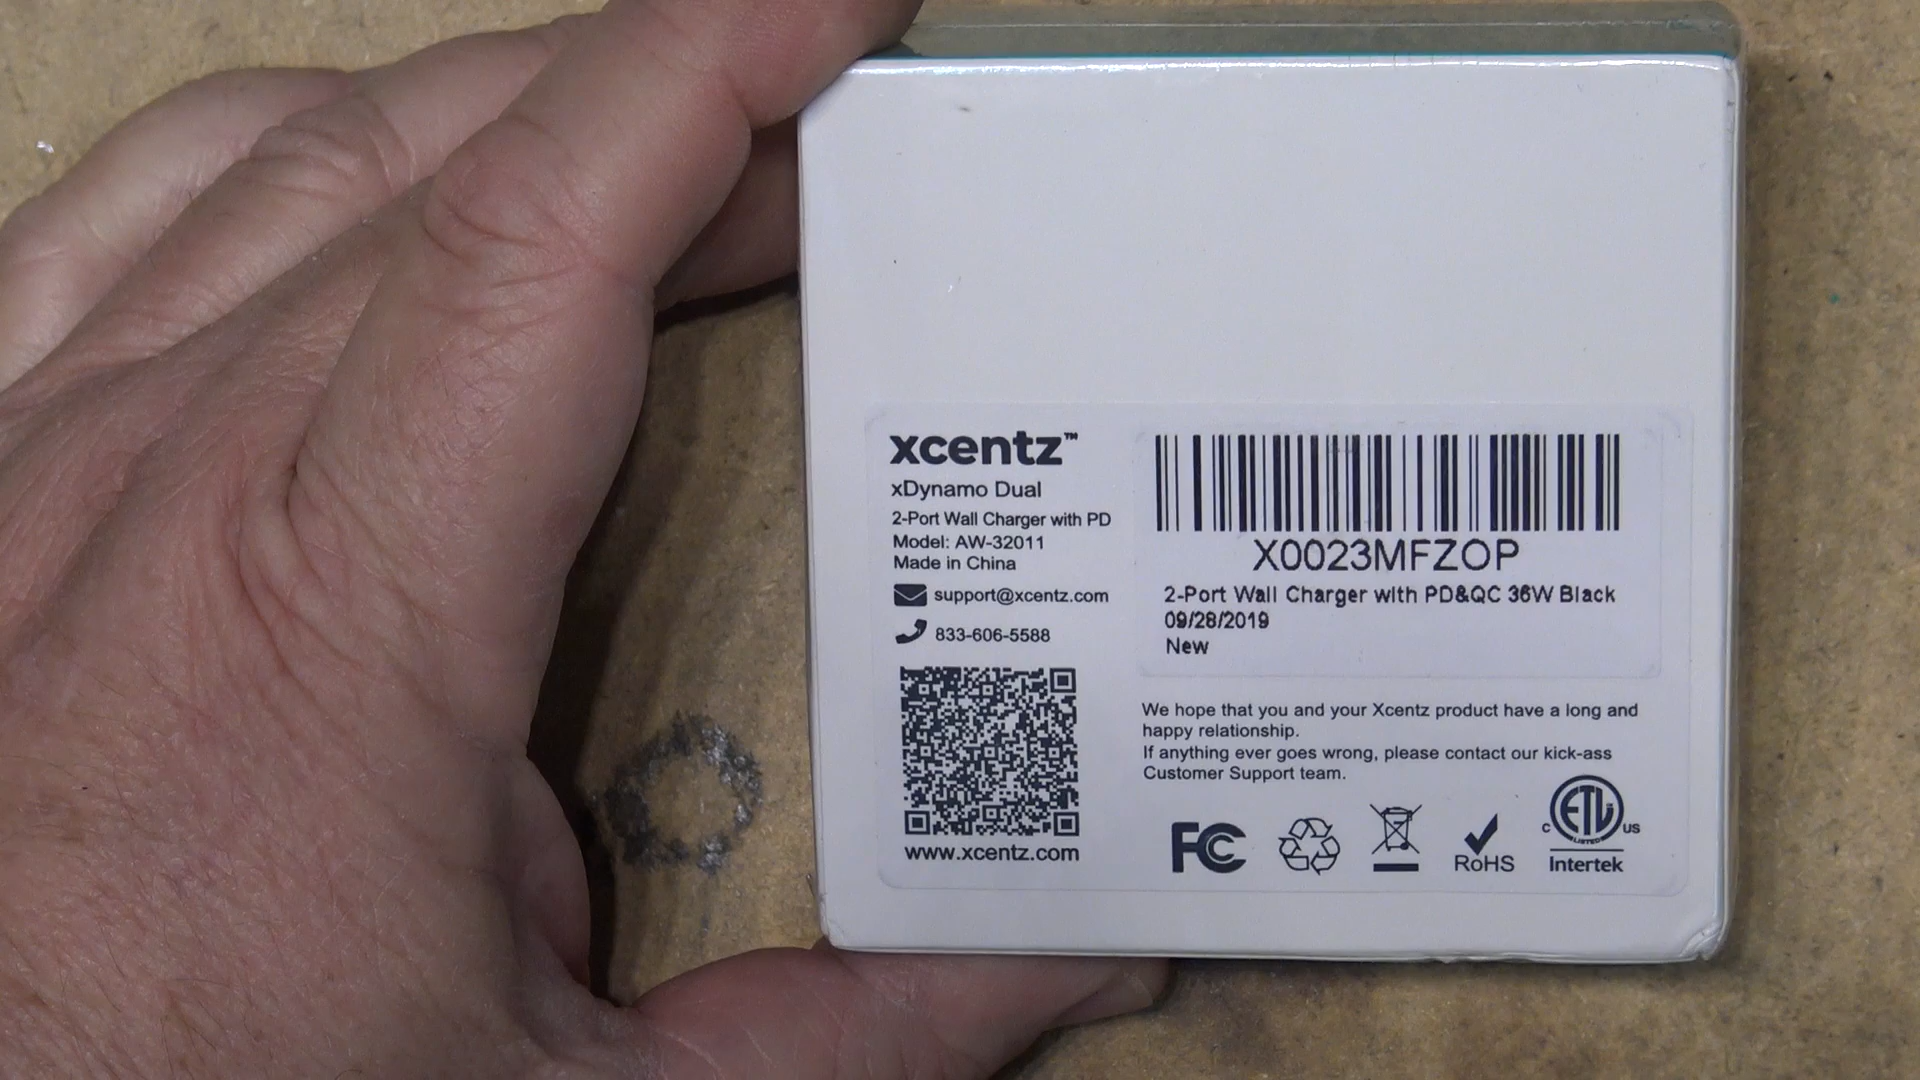 xcentz™
xDynamo Dual
2-Port Wall Charger with PD
Model: AW-32011
Made in China
support@xcentz.com
833-606-5588
www.xcentz.com
X0023MFZOP
2-Port Wall Charger with PD&QC 36W Black
09/28/2019
New
We hope that you and your Xcentz product have a long and
happy relationship.
If anything ever goes wrong, please contact our kick-ass
Customer Support team.
FC
RoHS
C ETL US
LISTED
Intertek